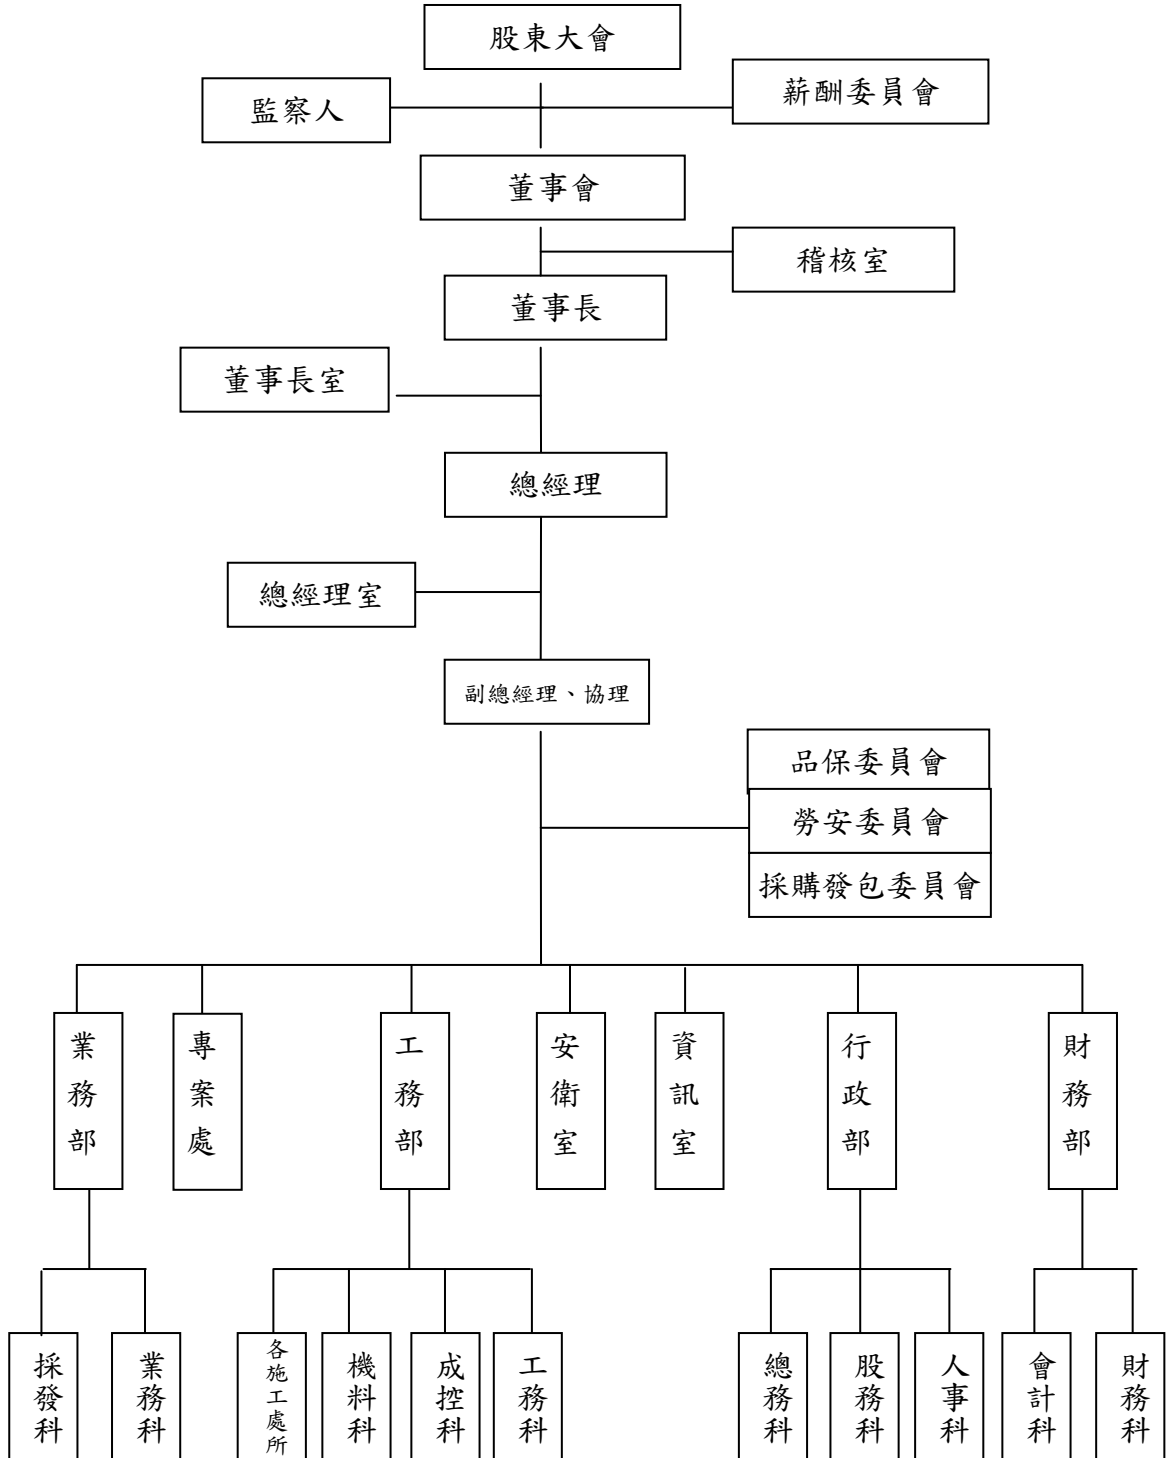 股東大會
監察人
薪酬委員會
董事會
稽核室
董事長
董事長室
總經理
總經理室
副總經理、協理
品保委員會
勞安委員會
採購發包委員會
業務部
專案處
工務部
安衛室
資訊室
行政部
財務部
採發科
業務科
各施工處所
機料科
成控科
工務科
總務科
股務科
人事科
會計科
財務科